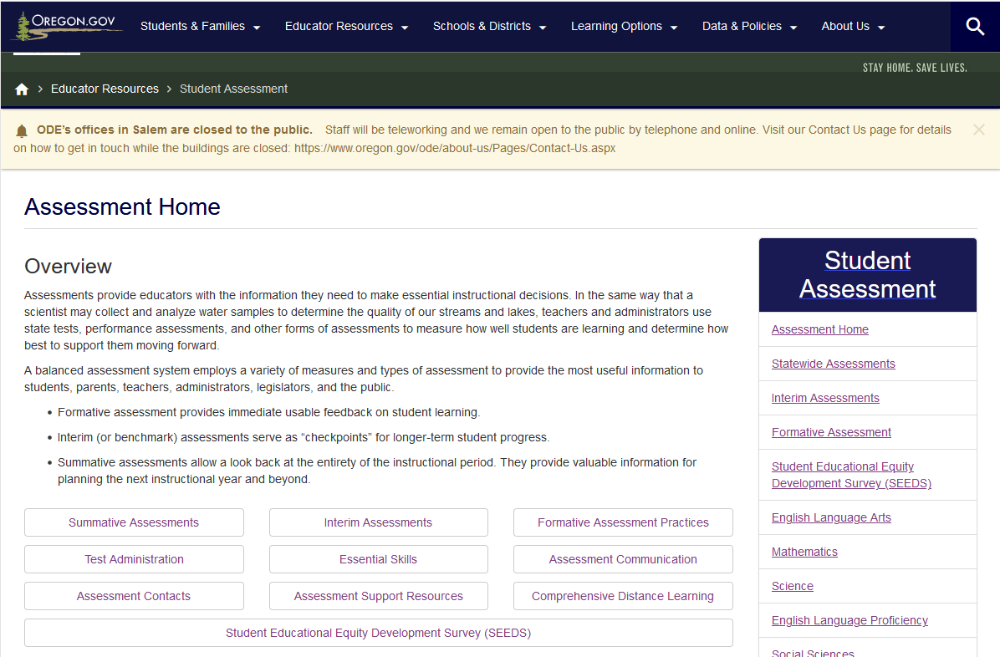 OREGON.GOV
Students & Families
Educator Resources
Schools & Districts
Learning Options
Data & Policies
About Us
STAY HOME. SAVE LIVES.
Educator Resources
Student Assessment
ODE’s offices in Salem are closed to the public. Staff will be teleworking and we remain open to the public by telephone and online. Visit our Contact Us page for details
on how to get in touch while the buildings are closed: https://www.oregon.gov/ode/about-us/Pages/Contact-Us.aspx
Assessment Home
Overview
Assessments provide educators with the information they need to make essential instructional decisions. In the same way that a
scientist may collect and analyze water samples to determine the quality of our streams and lakes, teachers and administrators use
state tests, performance assessments, and other forms of assessments to measure how well students are learning and determine how
best to support them moving forward.
A balanced assessment system employs a variety of measures and types of assessment to provide the most useful information to
students, parents, teachers, administrators, legislators, and the public.
• Formative assessment provides immediate usable feedback on student learning.
• Interim (or benchmark) assessments serve as “checkpoints” for longer-term student progress.
• Summative assessments allow a look back at the entirety of the instructional period. They provide valuable information for
planning the next instructional year and beyond.
Summative Assessments
Interim Assessments
Formative Assessment Practices
Test Administration
Essential Skills
Assessment Communication
Assessment Contacts
Assessment Support Resources
Comprehensive Distance Learning
Student Educational Equity Development Survey (SEEDS)
Student
Assessment
Assessment Home
Statewide Assessments
Interim Assessments
Formative Assessment
Student Educational Equity
Development Survey (SEEDS)
English Language Arts
Mathematics
Science
English Language Proficiency
Social Sciences